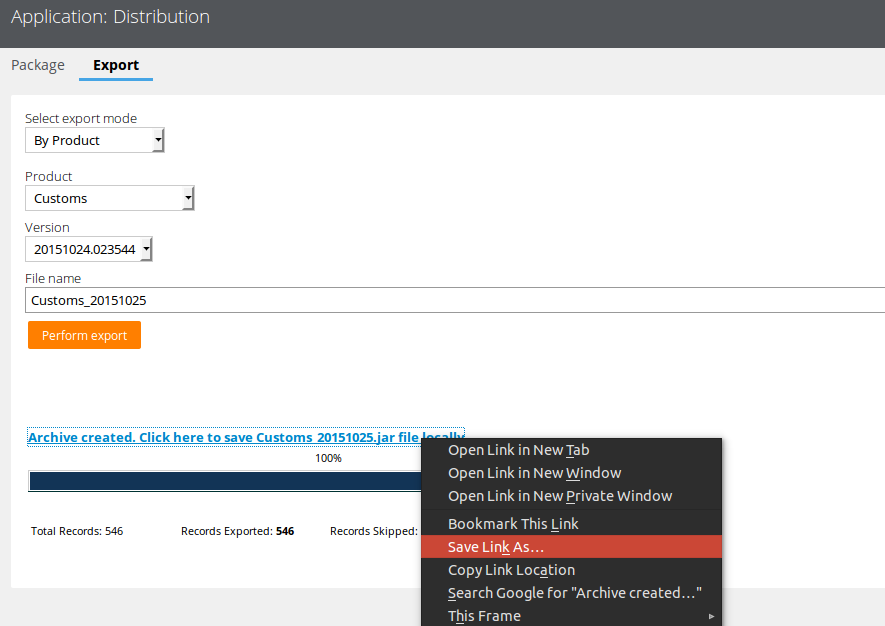 Application: Distribution
Package Export
Select export mode
By Product
Product
Customs
Version
20151024.023544
File name
Customs_20151025
Perform export
Archive created. Click here to save Customs_20151025.jar file locally
100%
Total Records: 546 Records Exported: 546 Records Skipped:
Open Link in New Tab
Open Link in New Window
Open Link in New Private Window
Bookmark This Link
Save Link As...
Copy Link Location
Search Google for "Archive created..."
This Frame